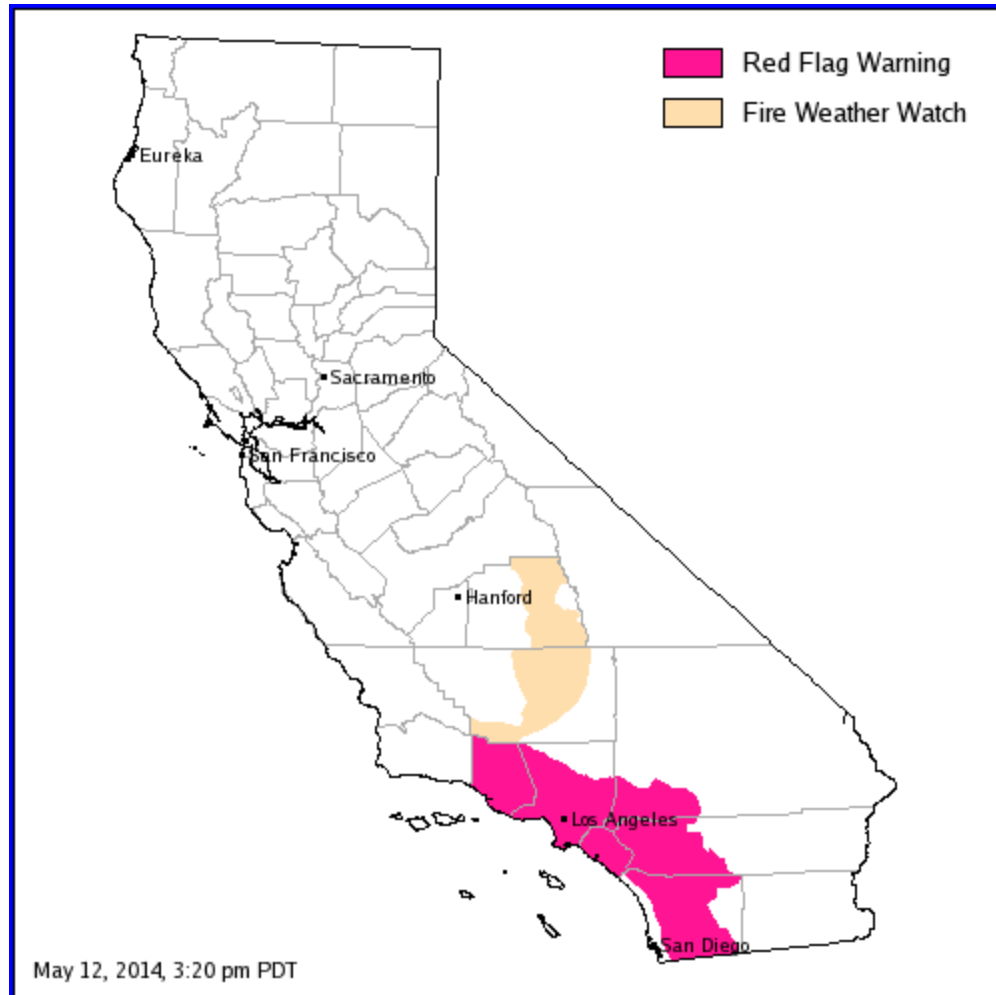 Red Flag Warning
Fire Weather Watch
Eureka
Sacramento
San Francisco
Hanford
Los Angeles
San Diego
May 12, 2014, 3:20 pm PDT